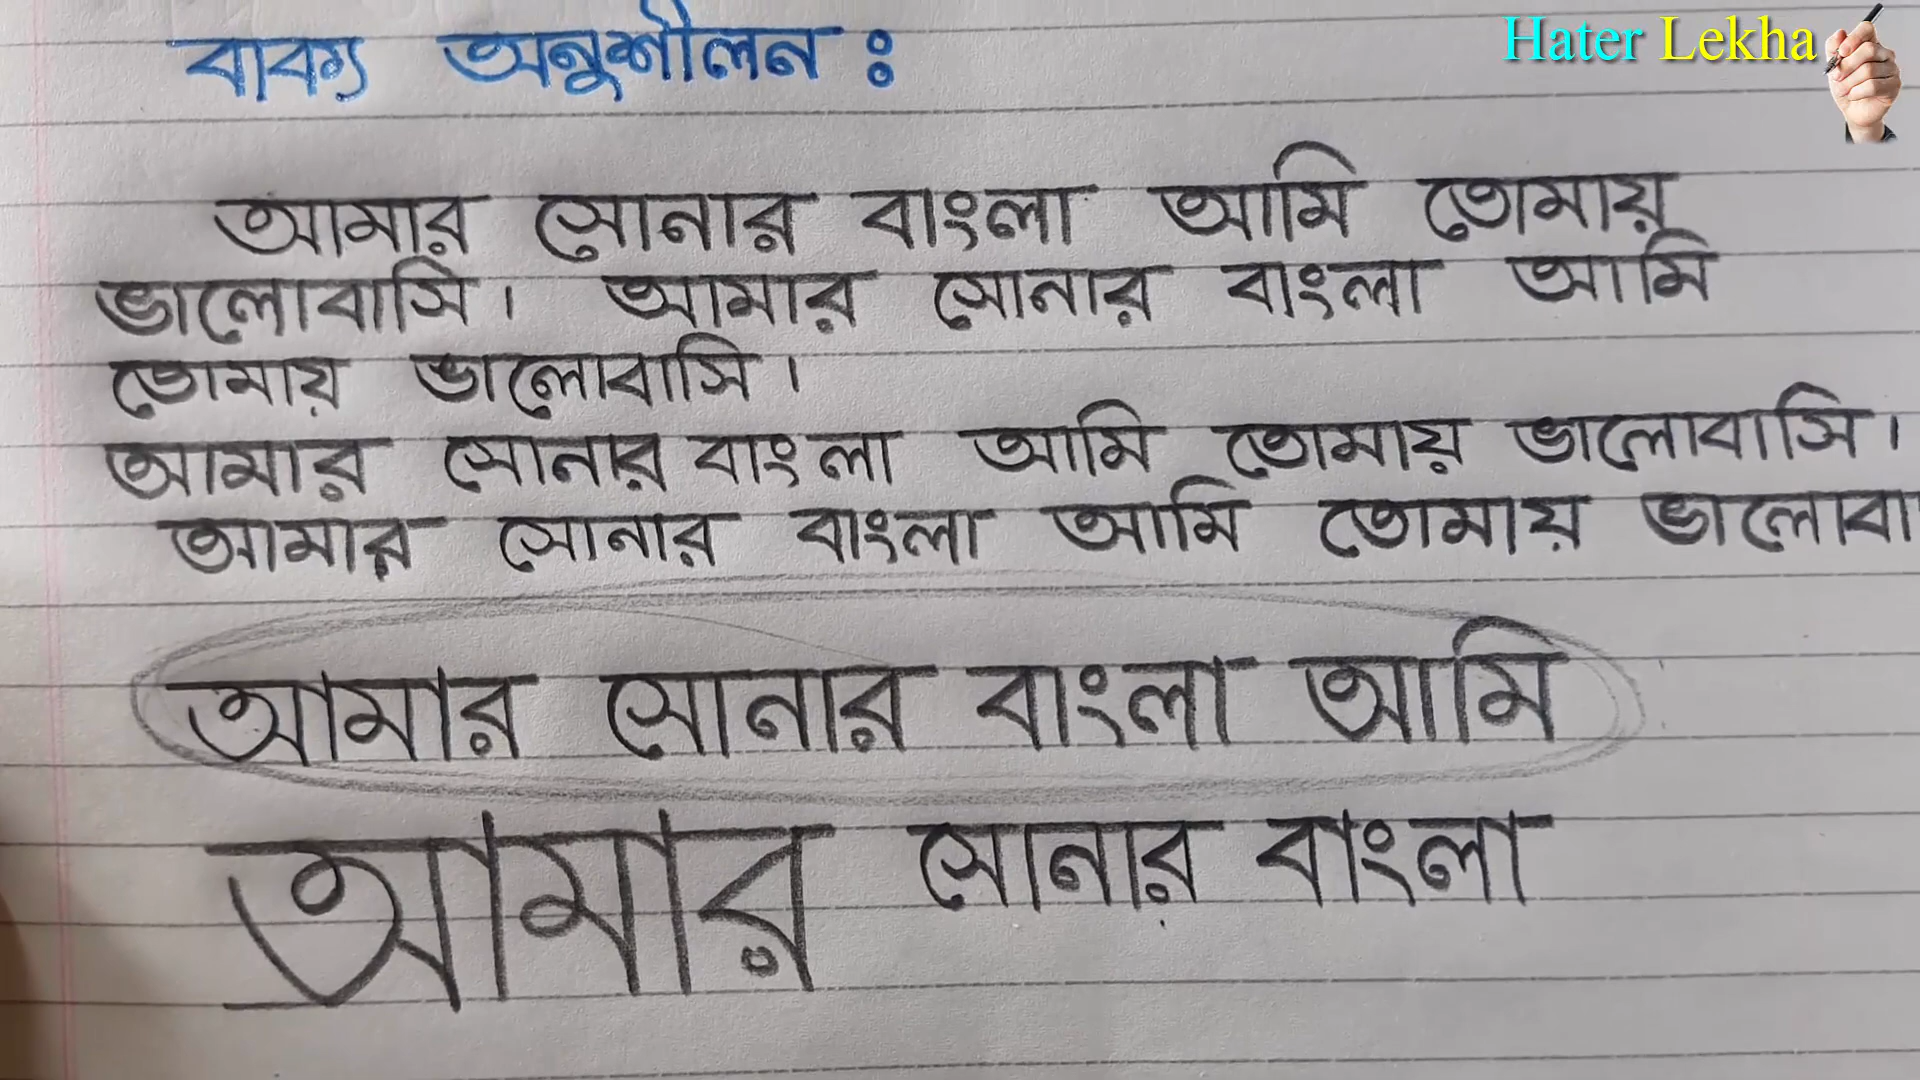 Hater Lekha
বাক্য অনুশীলন :
আমার সোনার বাংলা আমি তোমায়
ভালোবাসি। আমার সোনার বাংলা আমি
তোমায় ভালোবাসি।
আমার সোনার বাংলা আমি তোমায় ভালোবাসি।
আমার সোনার বাংলা আমি তোমায় ভালোবা
আমার সোনার বাংলা আমি
আমার সোনার বাংলা